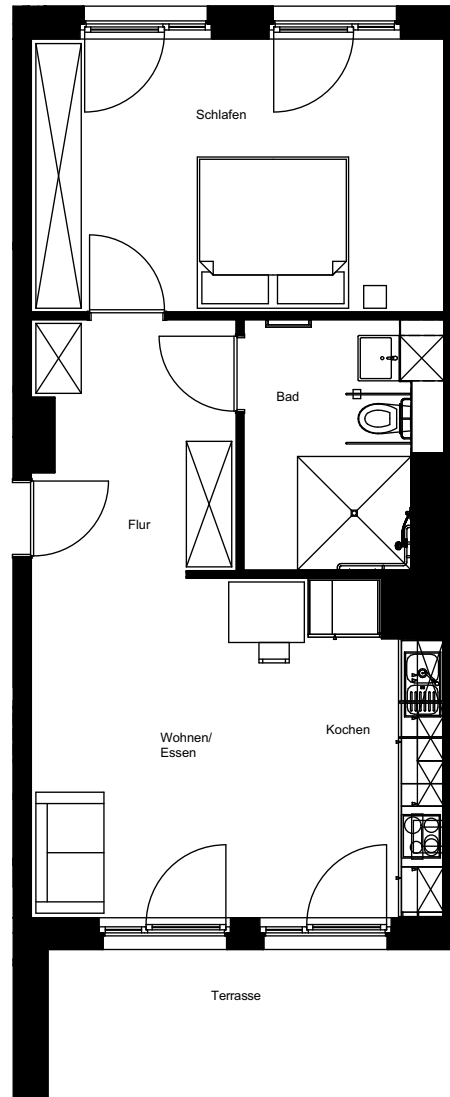 Schlafen
Bad
Flur
Kochen
Wohnen/
Essen
Terrasse